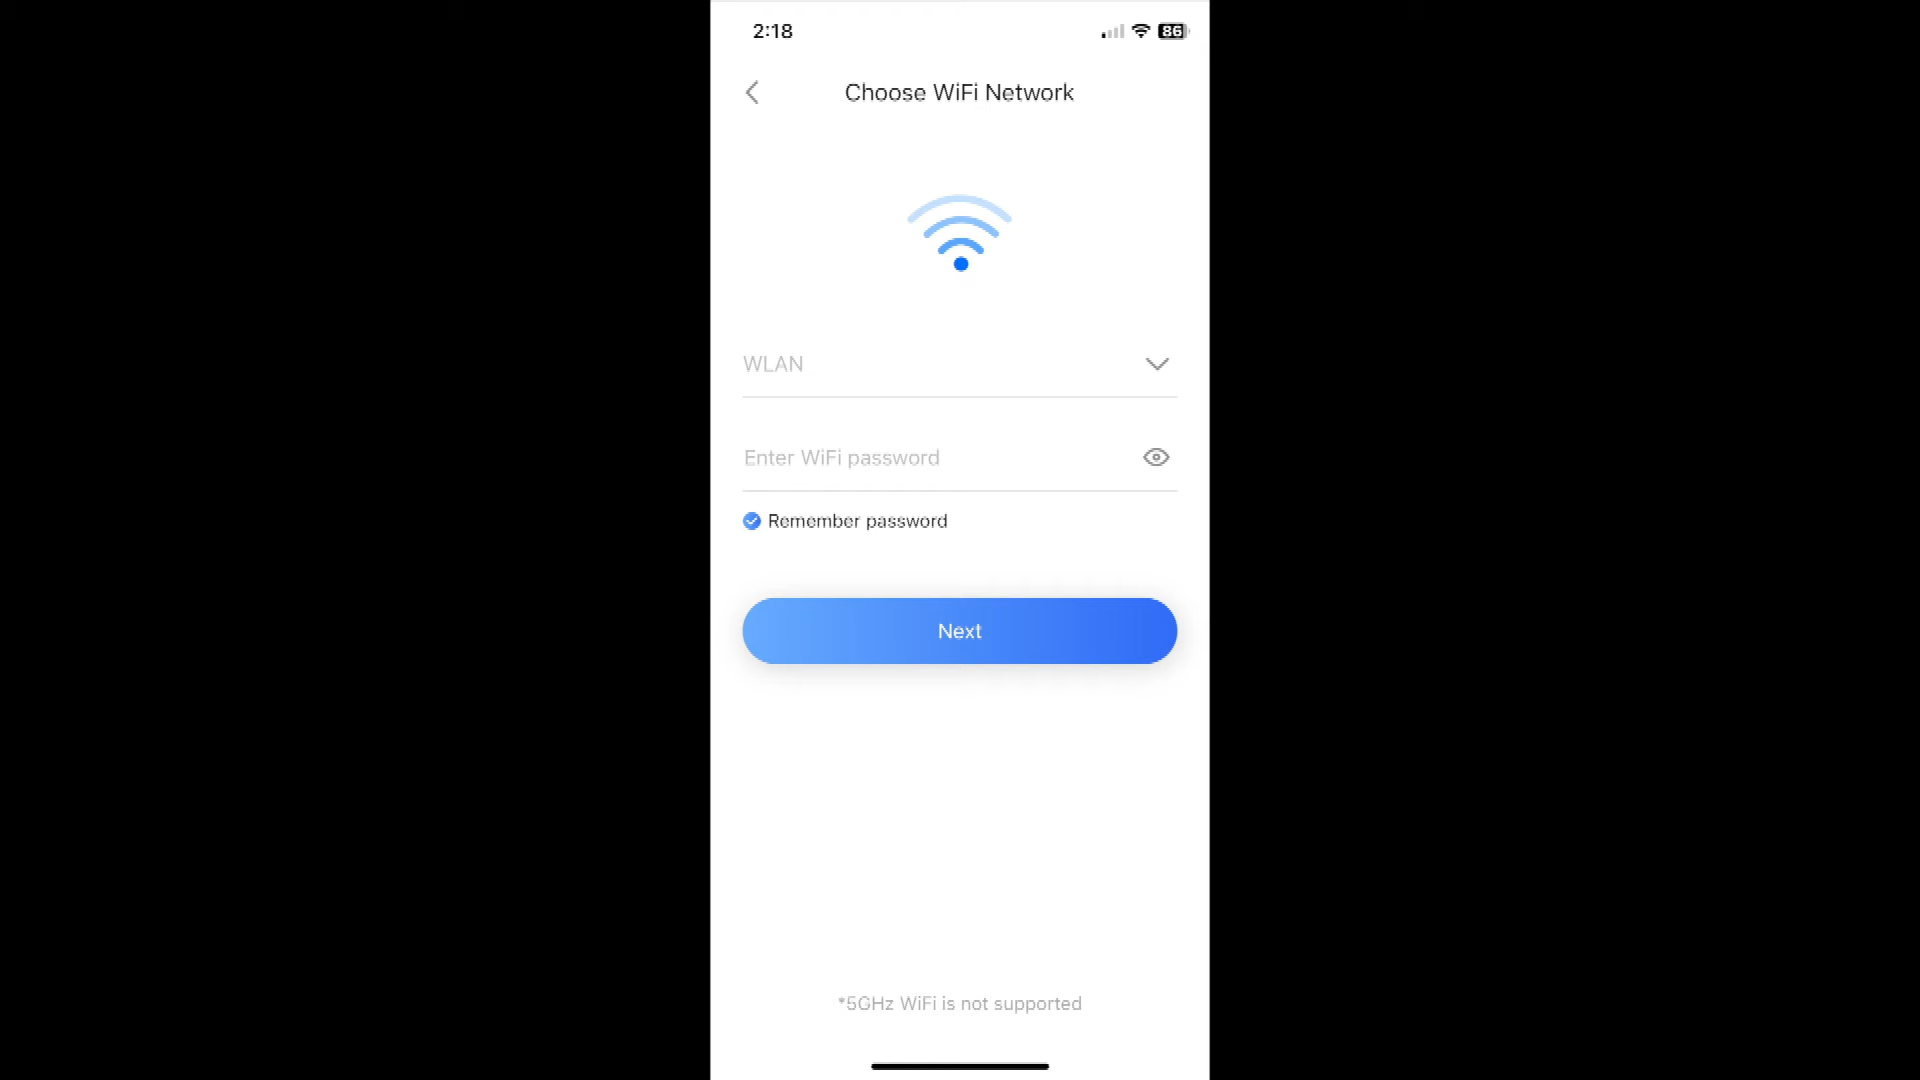 2:18
86
Choose WiFi Network
WLAN
Enter WiFi password
Remember password
Next
*5GHz WiFi is not supported